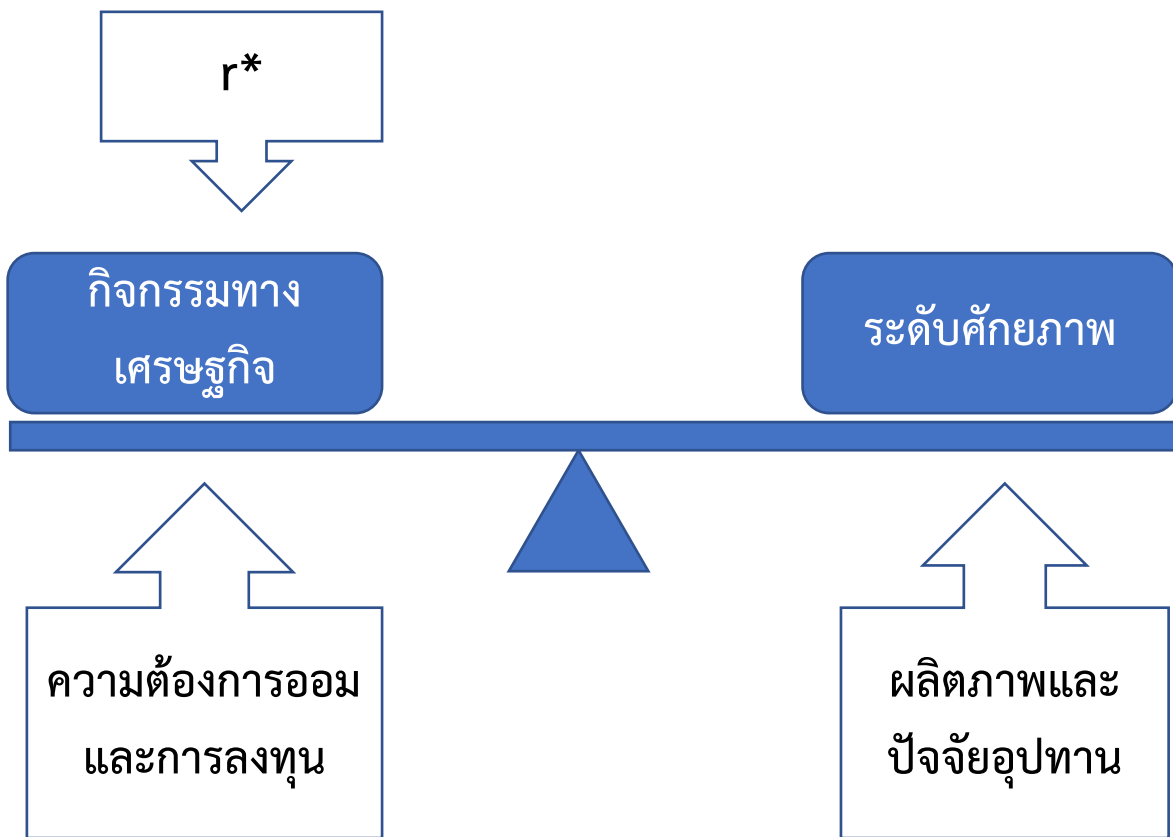 r*
กิจกรรมทาง
เศรษฐกิจ
ระดับศักยภาพ
ความต้องการออม
และการลงทุน
ผลิตภาพและ
ปัจจัยอุปทาน